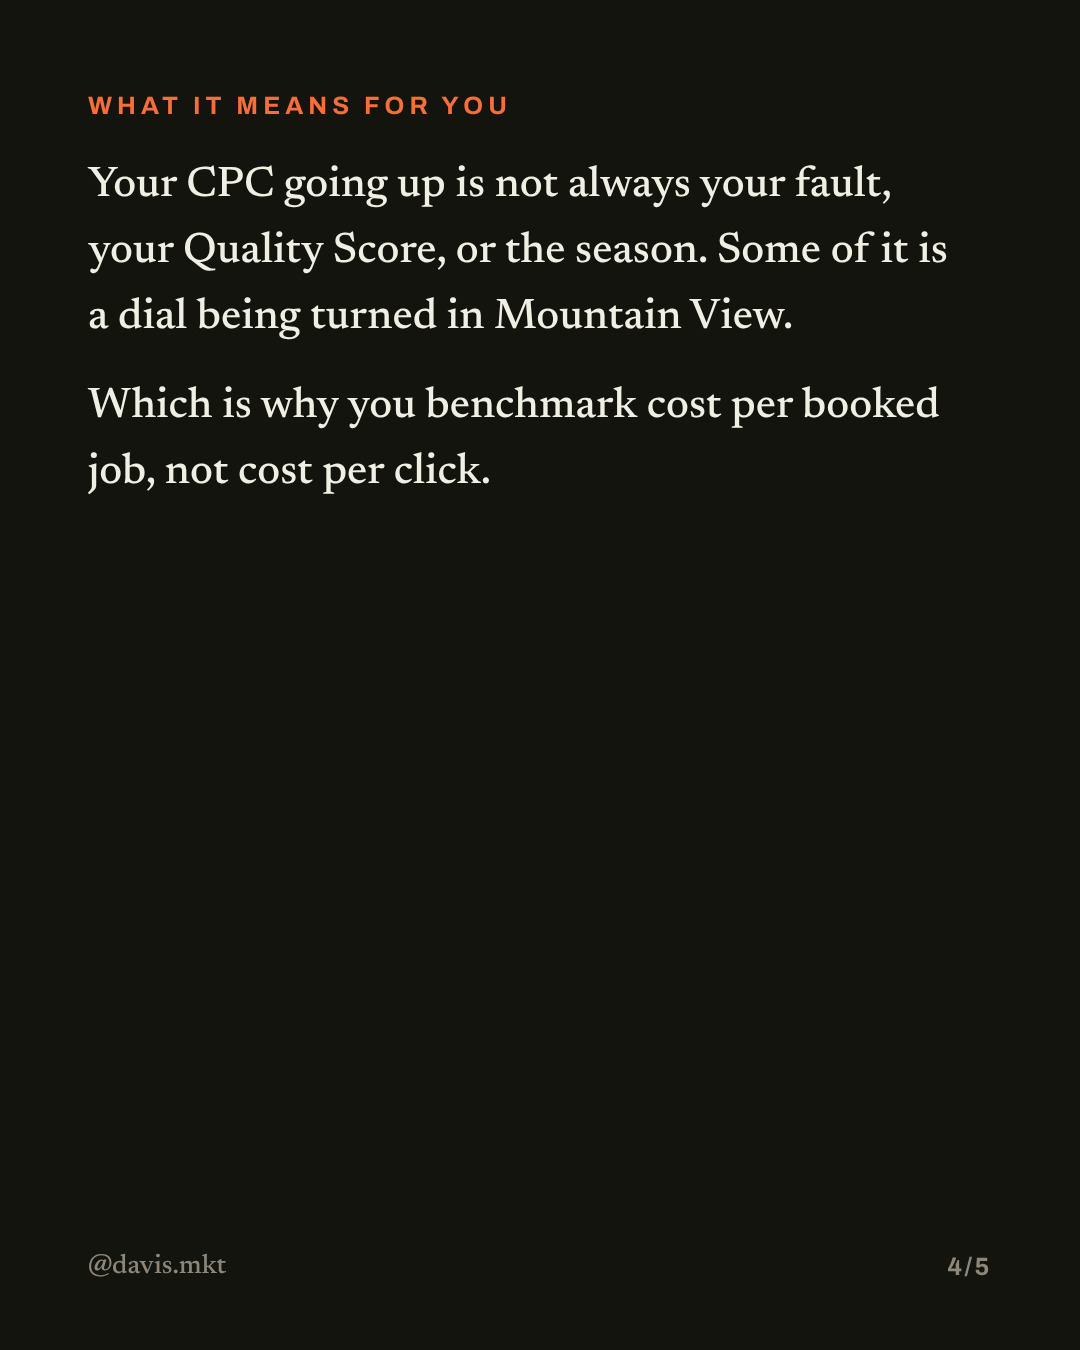 WHAT IT MEANS FOR YOU
Your CPC going up is not always your fault,
your Quality Score, or the season. Some of it is
a dial being turned in Mountain View.
Which is why you benchmark cost per booked
job, not cost per click.
@davis.mkt
4/5